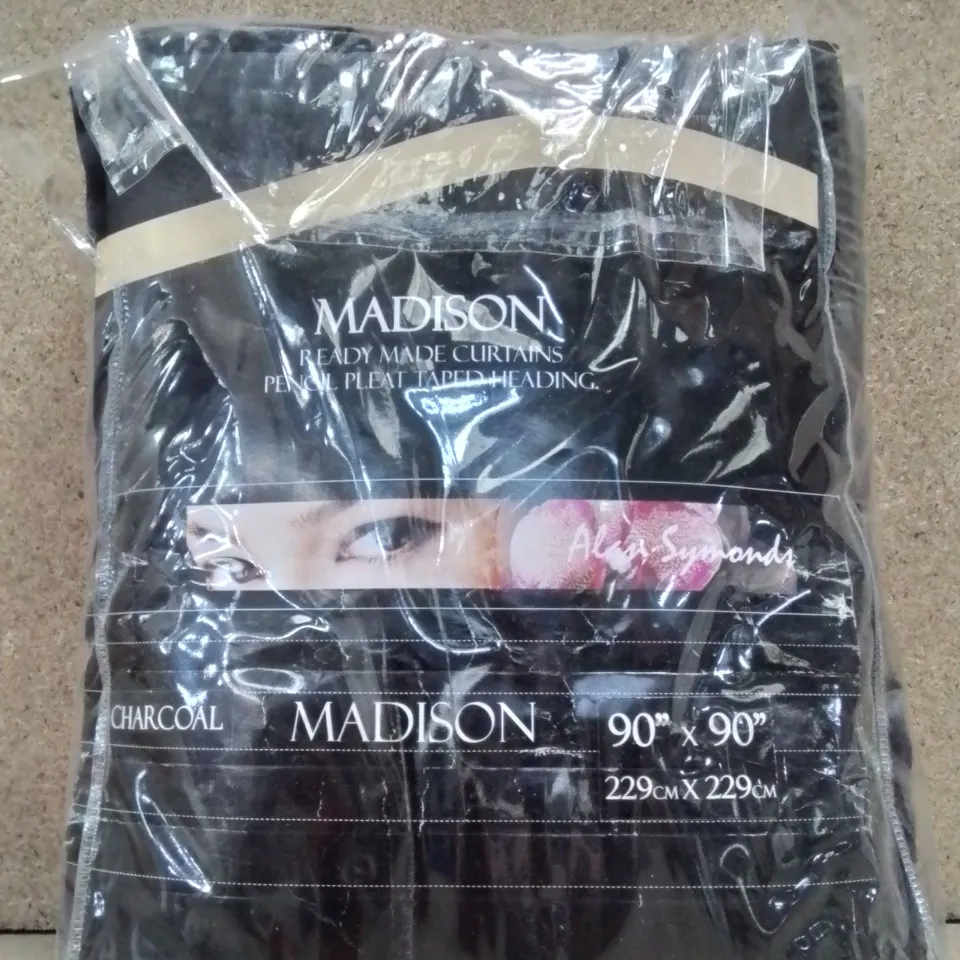 MADISON
READY MADE CURTAINS
PENCIL PLEAT TAPED HEADING.
Alan Symonds
CHARCOAL
MADISON
90” x 90”
229CM X 229CM